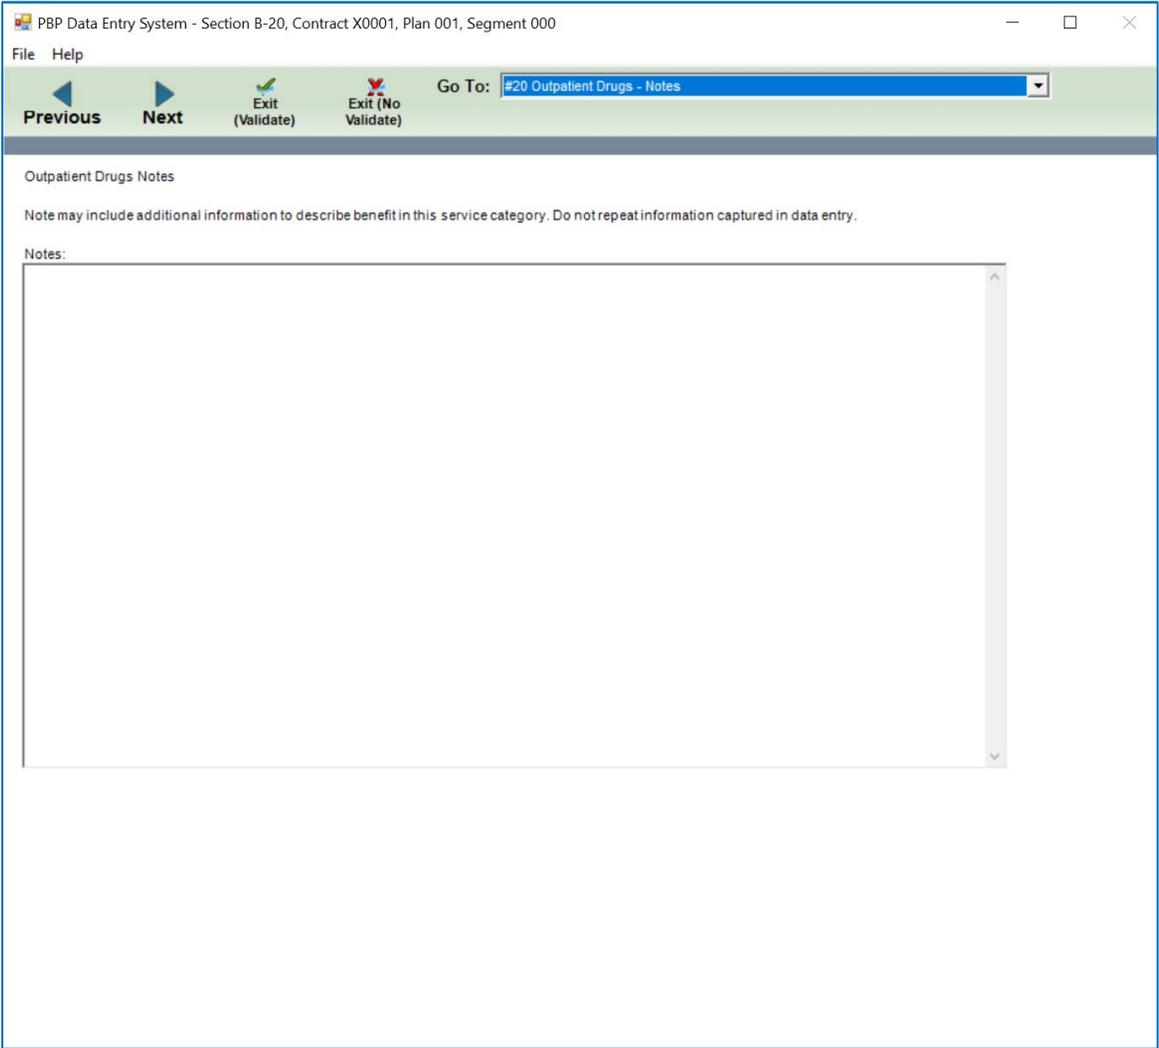 PBP Data Entry System - Section B-20, Contract X0001, Plan 001, Segment 000
File Help
Previous
Next
Exit
(Validate)
Exit (No
Validate)
Go To:
#20 Outpatient Drugs - Notes
Outpatient Drugs Notes
Note may include additional information to describe benefit in this service category. Do not repeat information captured in data entry.
Notes: